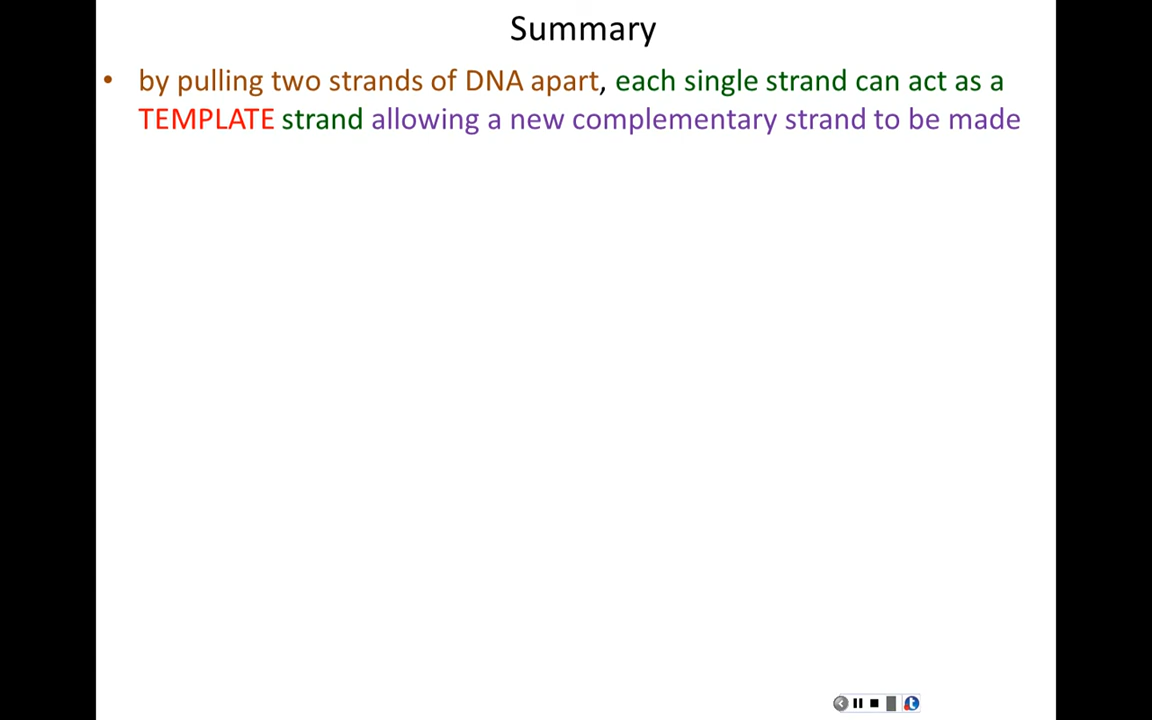 Summary
• by pulling two strands of DNA apart, each single strand can act as a
TEMPLATE strand allowing a new complementary strand to be made